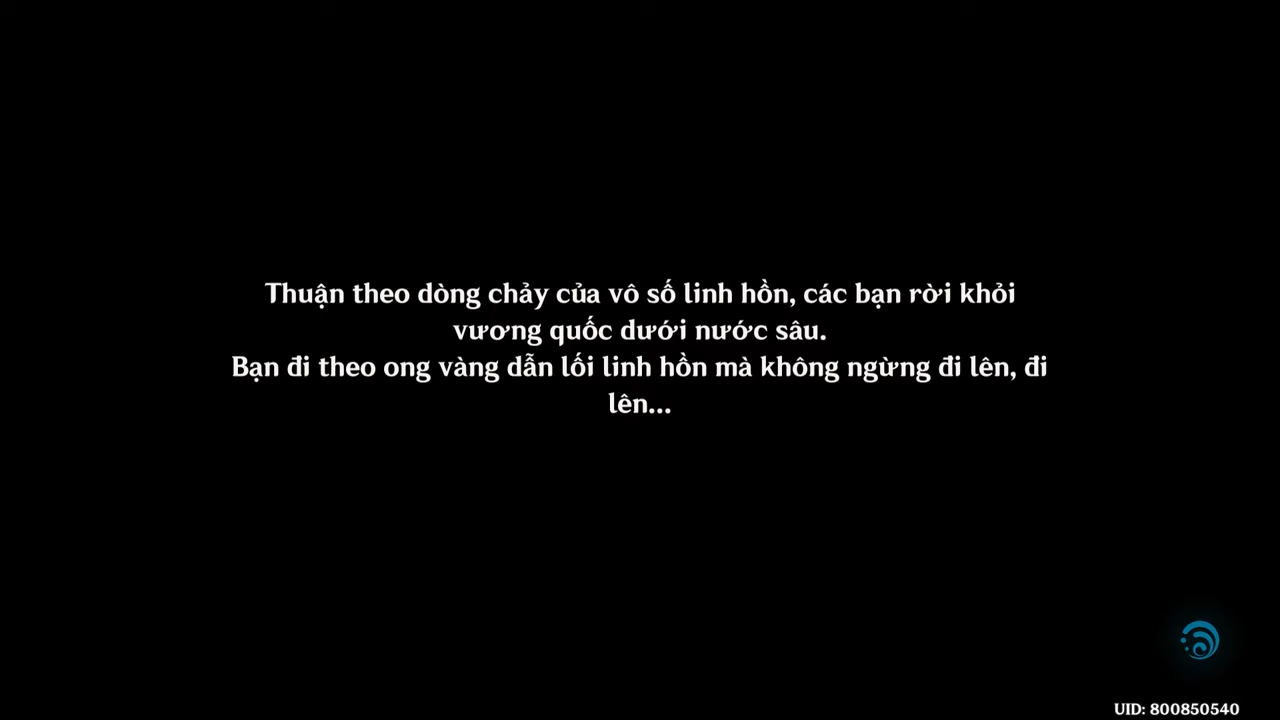 Thuận theo dòng chảy của vô số linh hồn, các bạn rời khỏi
vương quốc dưới nước sâu.
Bạn đi theo ong vàng dẫn lối linh hồn mà không ngừng đi lên, đi
lên...
UID: 800850540